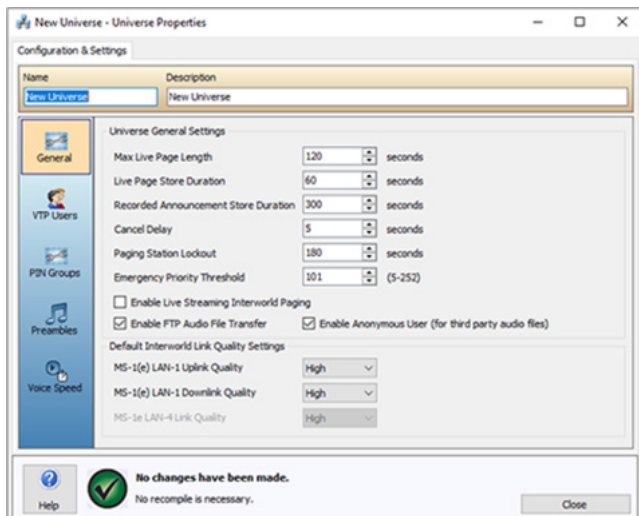 New Universe - Universe Properties
Configuration & Settings
Name Description
New Universe New Universe
General
VTP Users
PIN Groups
Preambles
Voice Speed
Universe General Settings
Max Live Page Length 120 seconds
Live Page Store Duration 60 seconds
Recorded Announcement Store Duration 300 seconds
Cancel Delay 5 seconds
Paging Station Lockout 180 seconds
Emergency Priority Threshold 101 (5-252)
Enable Live Streaming Interworld Paging
Enable FTP Audio File Transfer Enable Anonymous User (for third party audio files)
Default Interworld Link Quality Settings
MS-1(e) LAN-1 Uplink Quality High
MS-1(e) LAN-1 Downlink Quality High
MS-1e LAN-4 Link Quality High
No changes have been made.
No recompile is necessary.
Help
Close